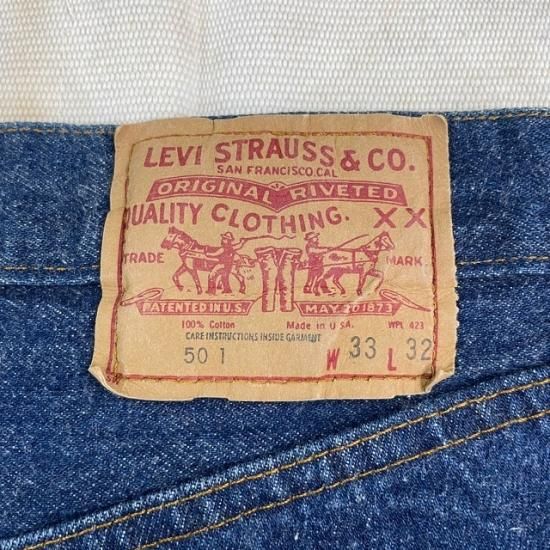 LEVI STRAUSS & CO.
SAN FRANCISCO, CAL
ORIGINAL RIVETED
QUALITY CLOTHING. XX
TRADE MARK.
PATENTED IN U.S. MAY 20 1873
100% Cotton Made in U.S.A. WPL 423
CARE INSTRUCTIONS INSIDE GARMENT
501 W 33 L 32